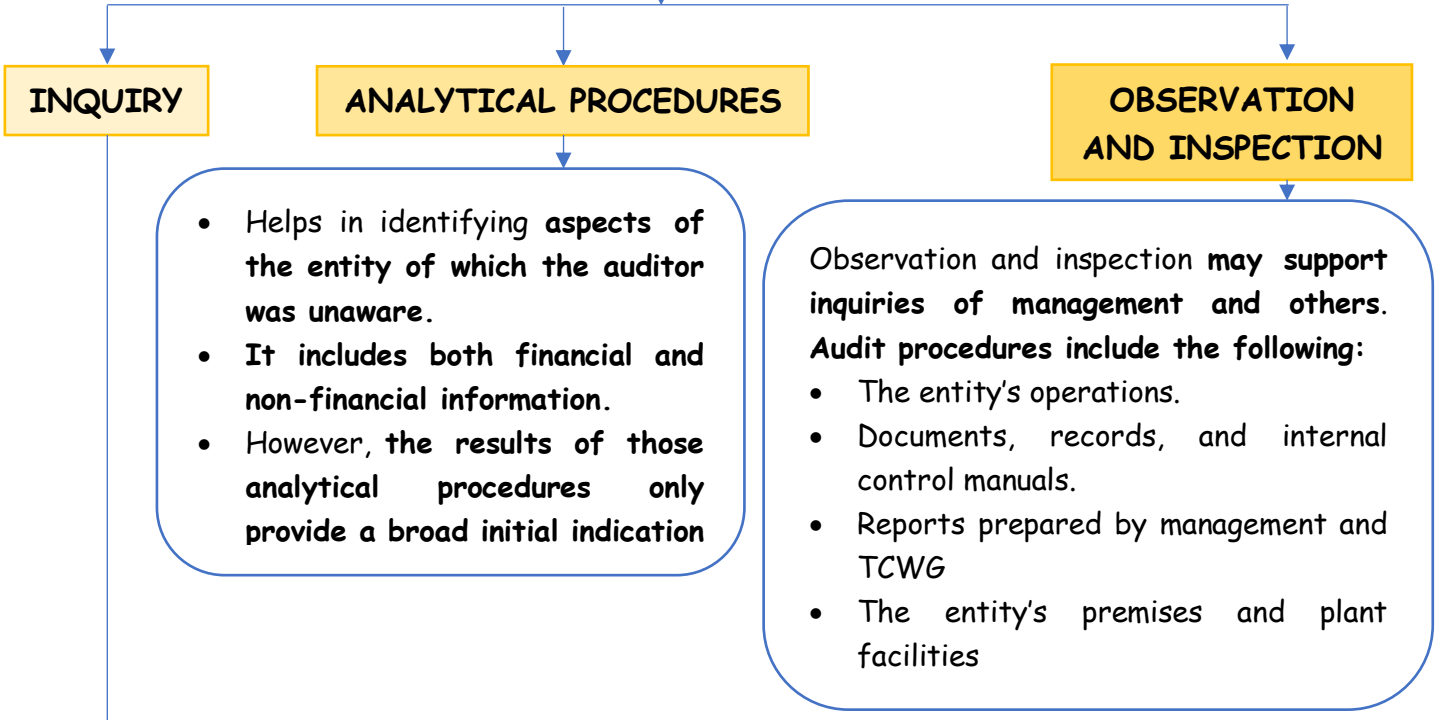 INQUIRY
ANALYTICAL PROCEDURES
OBSERVATION
AND INSPECTION
• Helps in identifying aspects of
the entity of which the auditor
was unaware.
• It includes both financial and
non-financial information.
• However, the results of those
analytical procedures only
provide a broad initial indication
Observation and inspection may support
inquiries of management and others.
Audit procedures include the following:
• The entity’s operations.
• Documents, records, and internal
control manuals.
• Reports prepared by management and
TCWG
• The entity’s premises and plant
facilities